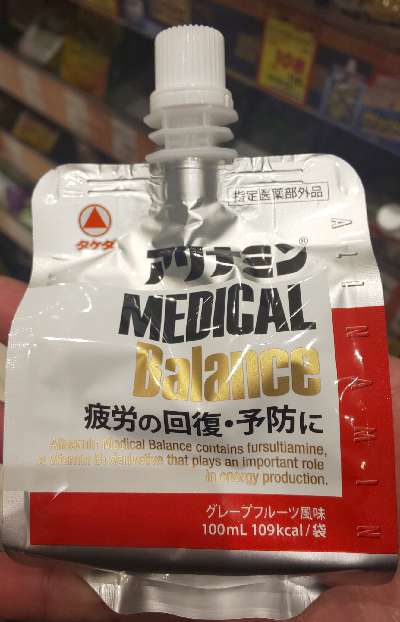 指定医薬部外品
タケダ
アリナミン®
MEDICAL
Balance
疲労の回復・予防に
Alinamin Medical Balance contains fursultiamine,
a vitamin B₁ derivative that plays an important role
in energy production.
グレープフルーツ風味
100mL 109kcal/袋
ALINAMIN